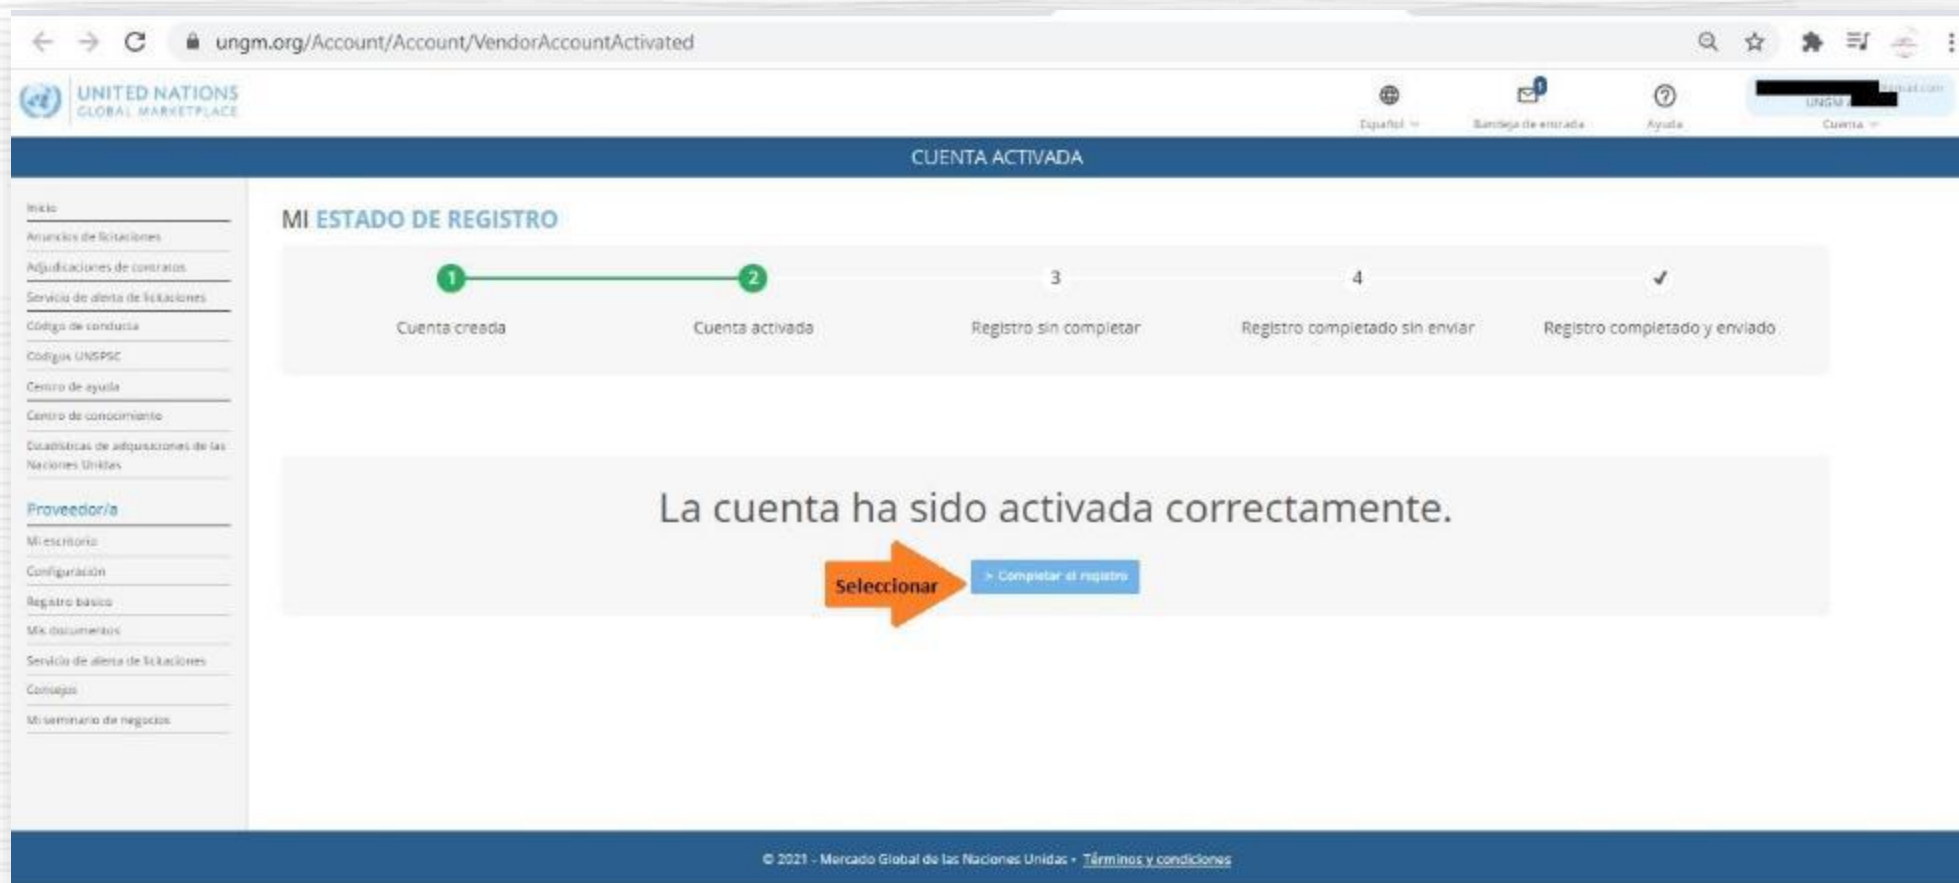 ungm.org/Account/Account/VendorAccountActivated
UNITED NATIONS
GLOBAL MARKETPLACE
Español
1
Bandeja de entrada
Ayuda
UNGM
Cuenta
CUENTA ACTIVADA
Inicio
Anuncios de licitaciones
Adjudicaciones de contratos
Servicio de alerta de licitaciones
Código de conducta
Códigos UNSPSC
Centro de ayuda
Centro de conocimiento
Estadísticas de adquisiciones de las
Naciones Unidas
Proveedor/a
Mi escritorio
Configuración
Registro básico
Mis documentos
Servicio de alerta de licitaciones
Consejos
Mi seminario de negocios
MI ESTADO DE REGISTRO
1 2 3 4
Cuenta creada
Cuenta activada
Registro sin completar
Registro completado sin enviar
Registro completado y enviado
La cuenta ha sido activada correctamente.
Seleccionar
> Completar el registro
© 2021 - Mercado Global de las Naciones Unidas • Términos y condiciones